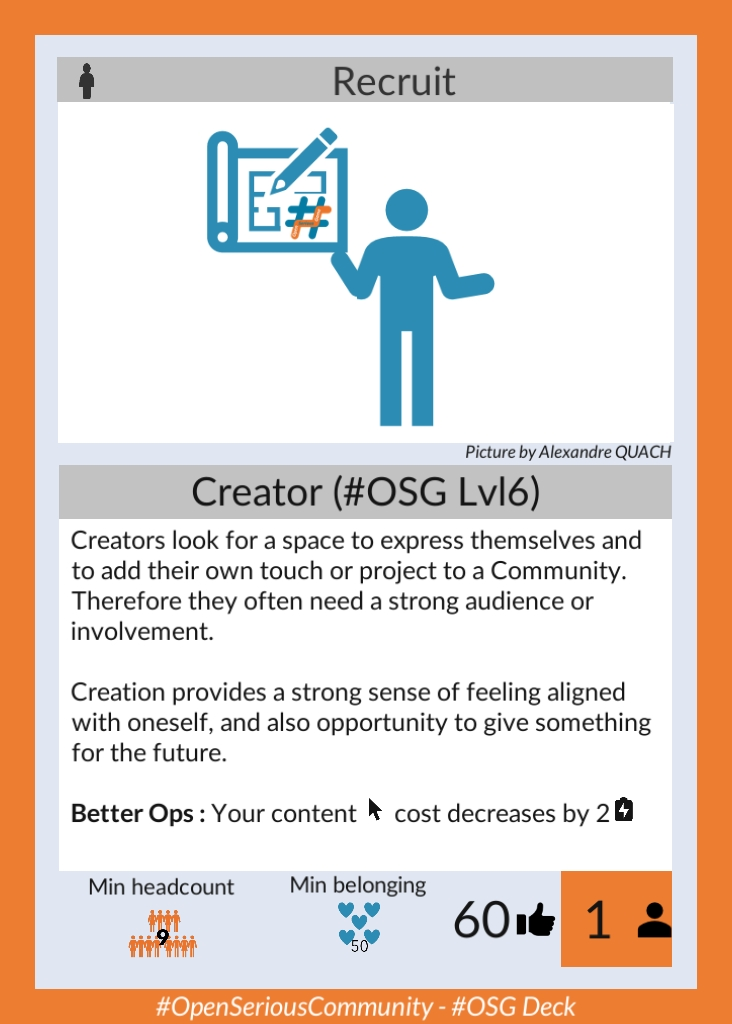 Recruit
#
Picture by Alexandre QUACH
Creator (#OSG Lvl6)
Creators look for a space to express themselves and
to add their own touch or project to a Community.
Therefore they often need a strong audience or
involvement.
Creation provides a strong sense of feeling aligned
with oneself, and also opportunity to give something
for the future.
Better Ops : Your content cost decreases by 2
Min headcount
9
Min belonging
50
60
1
#OpenSeriousCommunity - #OSG Deck